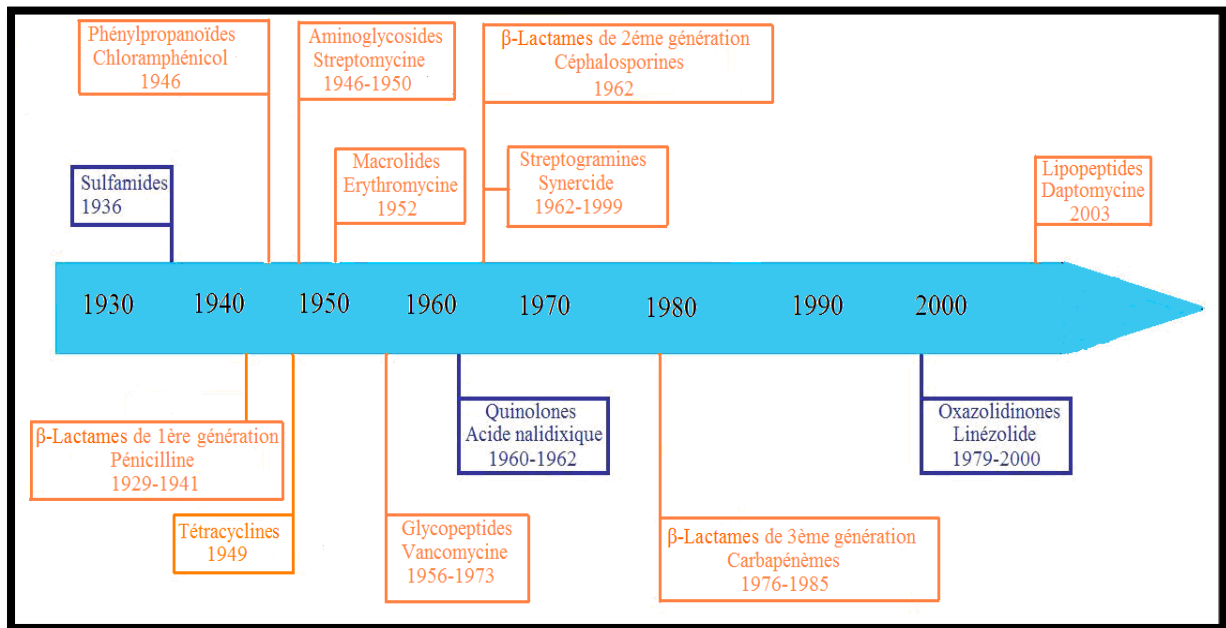 Phénylpropanoïdes
Chloramphénicol
1946
Aminoglycosides
Streptomycine
1946-1950
β-Lactames de 2éme génération
Céphalosporines
1962
Sulfamides
1936
Macrolides
Erythromycine
1952
Streptogramines
Synercide
1962-1999
Lipopeptides
Daptomycine
2003
1930 1940 1950 1960 1970 1980 1990 2000
β-Lactames de 1ère génération
Pénicilline
1929-1941
Tétracyclines
1949
Glycopeptides
Vancomycine
1956-1973
Quinolones
Acide nalidixique
1960-1962
β-Lactames de 3ème génération
Carbapénèmes
1976-1985
Oxazolidinones
Linézolide
1979-2000